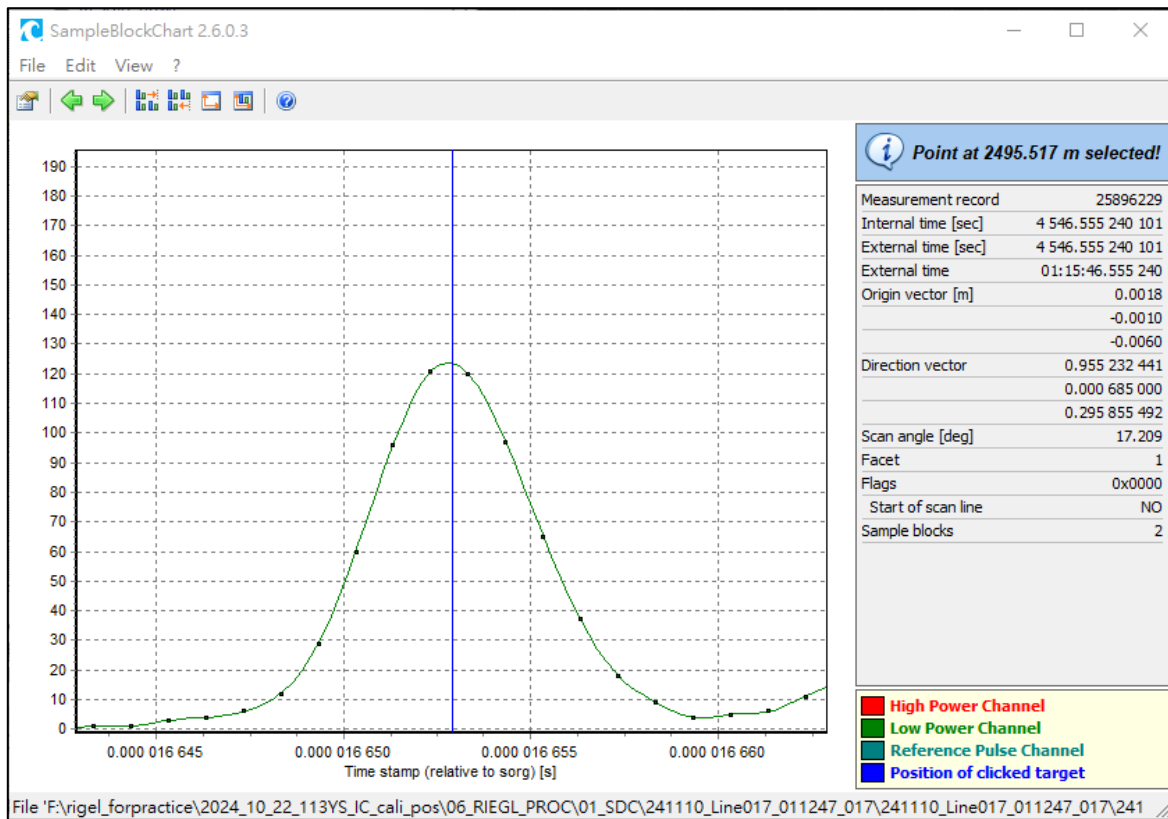 SampleBlockChart 2.6.0.3
File Edit View ?
Point at 2495.517 m selected!
190
180
170
160
150
140
130
120
110
100
90
80
70
60
50
40
30
20
10
0
0.000 016 645 0.000 016 650 0.000 016 655 0.000 016 660
Time stamp (relative to sorg) [s]
Measurement record 25896229
Internal time [sec] 4 546.555 240 101
External time [sec] 4 546.555 240 101
External time 01:15:46.555 240
Origin vector [m] 0.0018
-0.0010
-0.0060
Direction vector 0.955 232 441
0.000 685 000
0.295 855 492
Scan angle [deg] 17.209
Facet 1
Flags 0x0000
Start of scan line NO
Sample blocks 2
High Power Channel
Low Power Channel
Reference Pulse Channel
Position of clicked target
File 'F:\rigel_forpractice\2024_10_22_113YS_IC_cali_pos\06_RIEGL_PROC\01_SDC\241110_Line017_011247_017\241110_Line017_011247_017\241